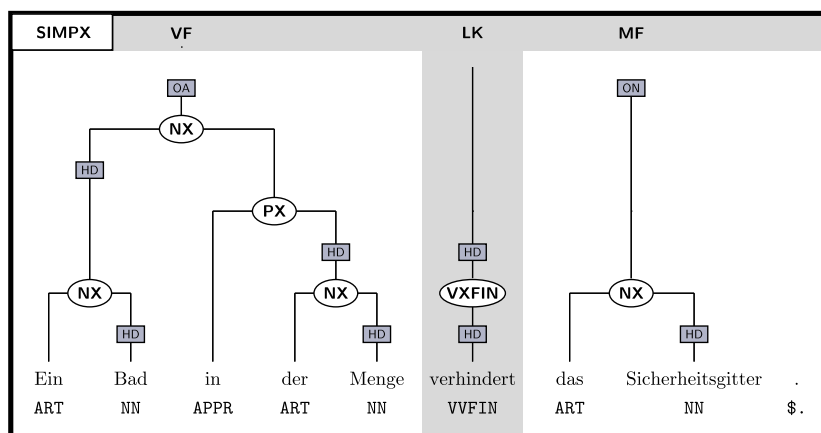 SIMPX VF LK MF
OA ON
NX
HD
PX
HD HD
NX NX VXFIN NX
HD HD HD HD
Ein Bad in der Menge verhindert das Sicherheitsgitter .
ART NN APPR ART NN VVFIN ART NN $.